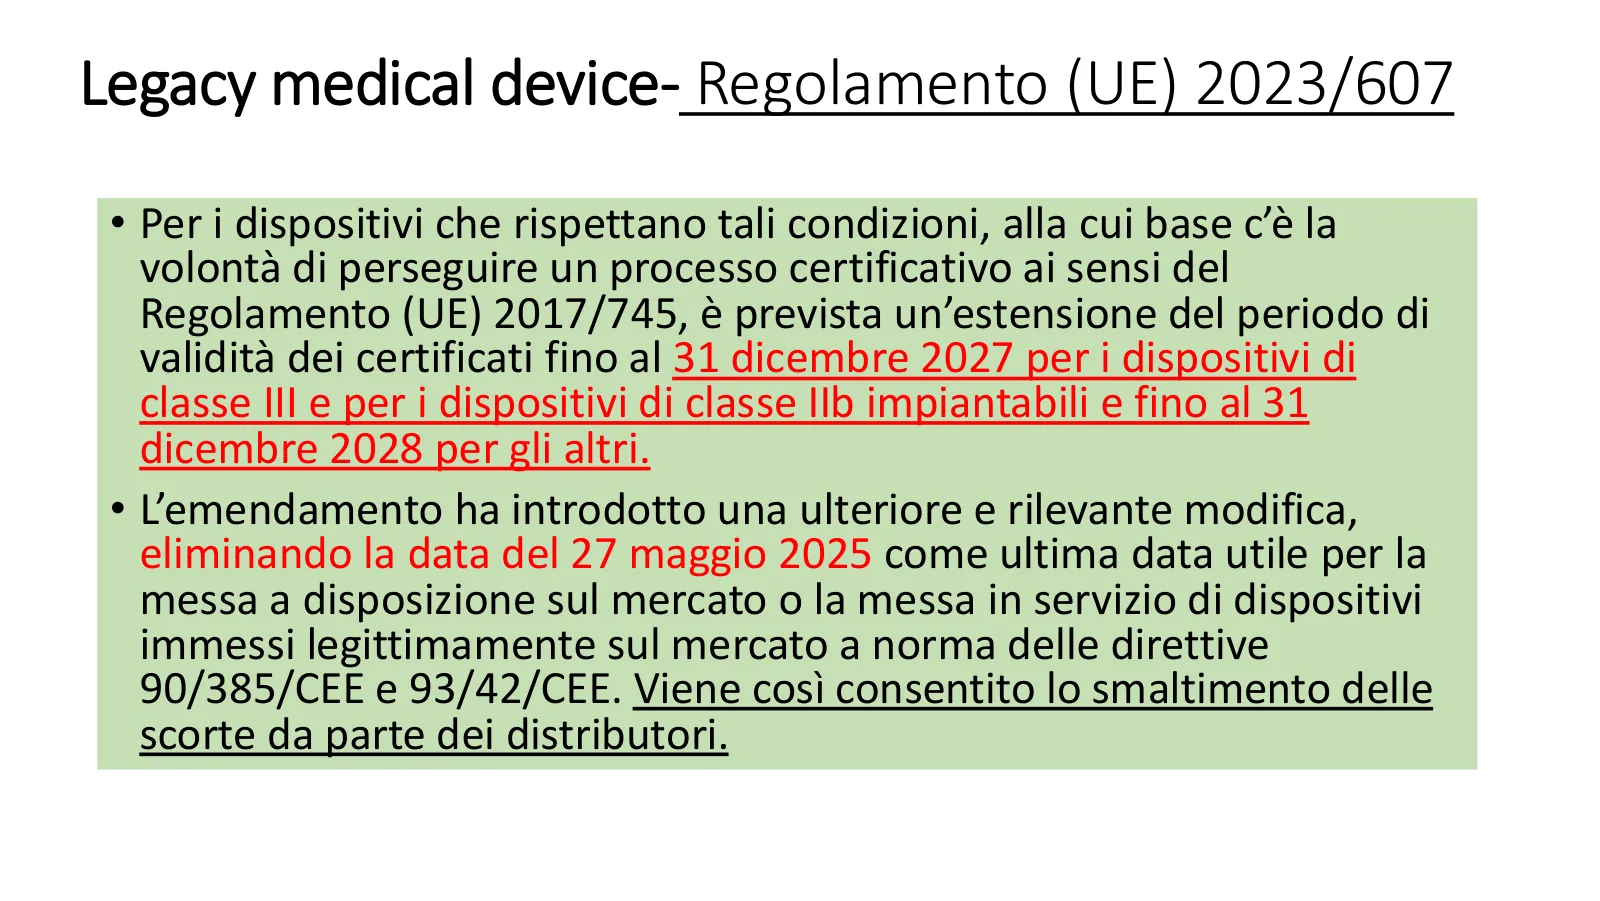 Legacy medical device- Regolamento (UE) 2023/607
• Per i dispositivi che rispettano tali condizioni, alla cui base c’è la
volontà di perseguire un processo certificativo ai sensi del
Regolamento (UE) 2017/745, è prevista un’estensione del periodo di
validità dei certificati fino al 31 dicembre 2027 per i dispositivi di
classe III e per i dispositivi di classe IIb impiantabili e fino al 31
dicembre 2028 per gli altri.
• L’emendamento ha introdotto una ulteriore e rilevante modifica,
eliminando la data del 27 maggio 2025 come ultima data utile per la
messa a disposizione sul mercato o la messa in servizio di dispositivi
immessi legittimamente sul mercato a norma delle direttive
90/385/CEE e 93/42/CEE. Viene così consentito lo smaltimento delle
scorte da parte dei distributori.